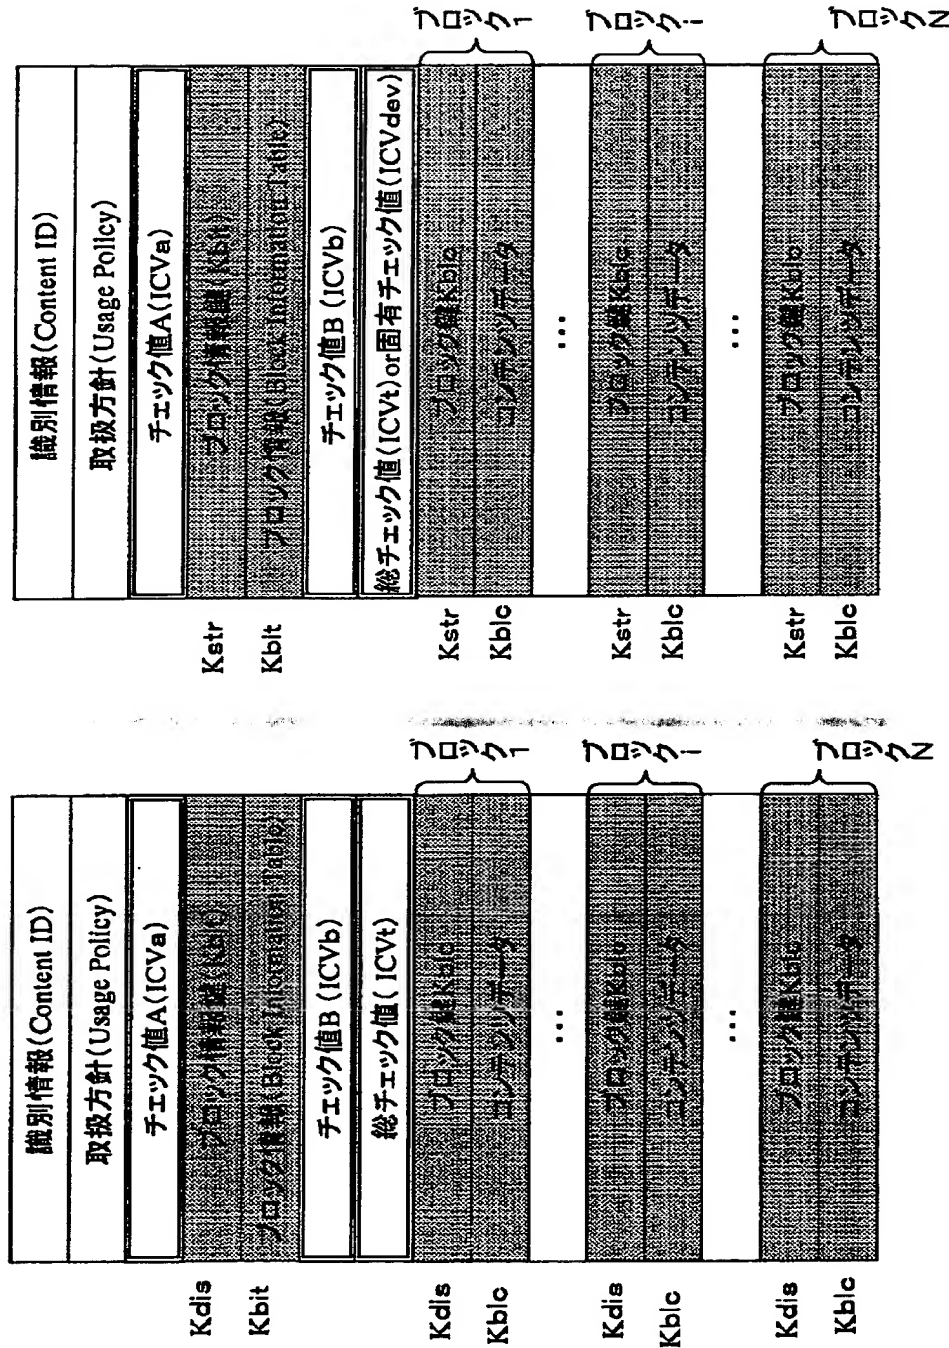 識別情報(Content ID)
取扱方針(Usage Policy)
チェック値A(ICVa)
Kdis ブロック情報鍵(Kbit)
Kbit ブロック情報(Block Information Table)
チェック値B(ICVb)
総チェック値(ICVt)
Kdis ブロック鍵Kblc
Kblc コンテンツデータ
ブロック1
...
Kdis ブロック鍵Kblc
Kblc コンテンツデータ
ブロックi
...
Kdis ブロック鍵Kblc
Kblc コンテンツデータ
ブロックN
識別情報(Content ID)
取扱方針(Usage Policy)
チェック値A(ICVa)
Kstr ブロック情報鍵(Kbit)
Kbit ブロック情報(Block Information Table)
チェック値B(ICVb)
総チェック値(ICVt)or固有チェック値(ICVdev)
Kstr ブロック鍵Kblc
Kblc コンテンツデータ
ブロック1
...
Kstr ブロック鍵Kblc
Kblc コンテンツデータ
ブロックi
...
Kstr ブロック鍵Kblc
Kblc コンテンツデータ
ブロックN